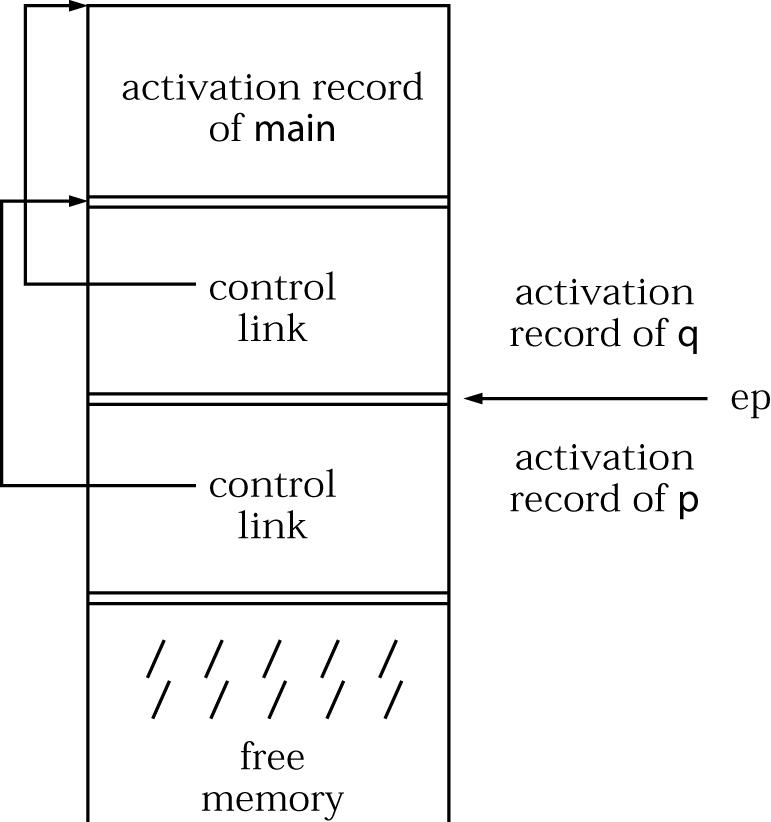 activation record
of main
control
link
activation
record of q
ep
control
link
activation
record of p
free
memory